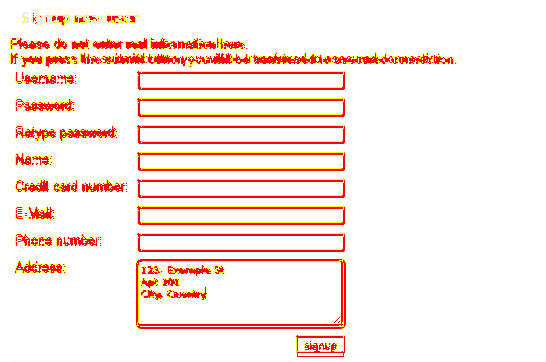 Signup new user
Please do not enter real information here.
If you press the submit button you will be transferred to a secured connection.
Username:
Password:
Retype password:
Name:
Credit card number:
E-Mail:
Phone number:
Address:
123 Example St
Apt 201
City, Country
signup